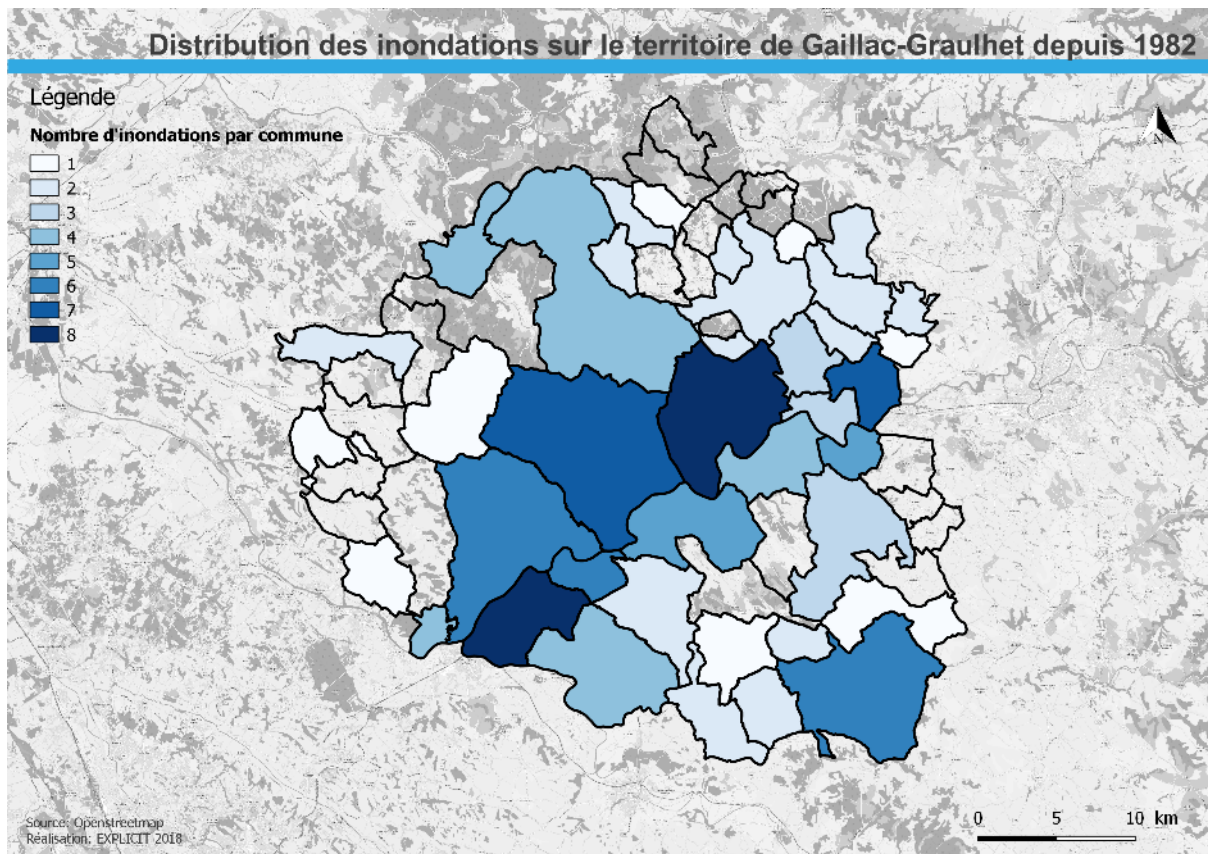 Distribution des inondations sur le territoire de Gaillac-Graulhet depuis 1982
Légende
Nombre d'inondations par commune
1
2
3
4
5
6
7
8
N
Source: Openstreetmap
Réalisation: EXPLICIT 2018
0 5 10 km